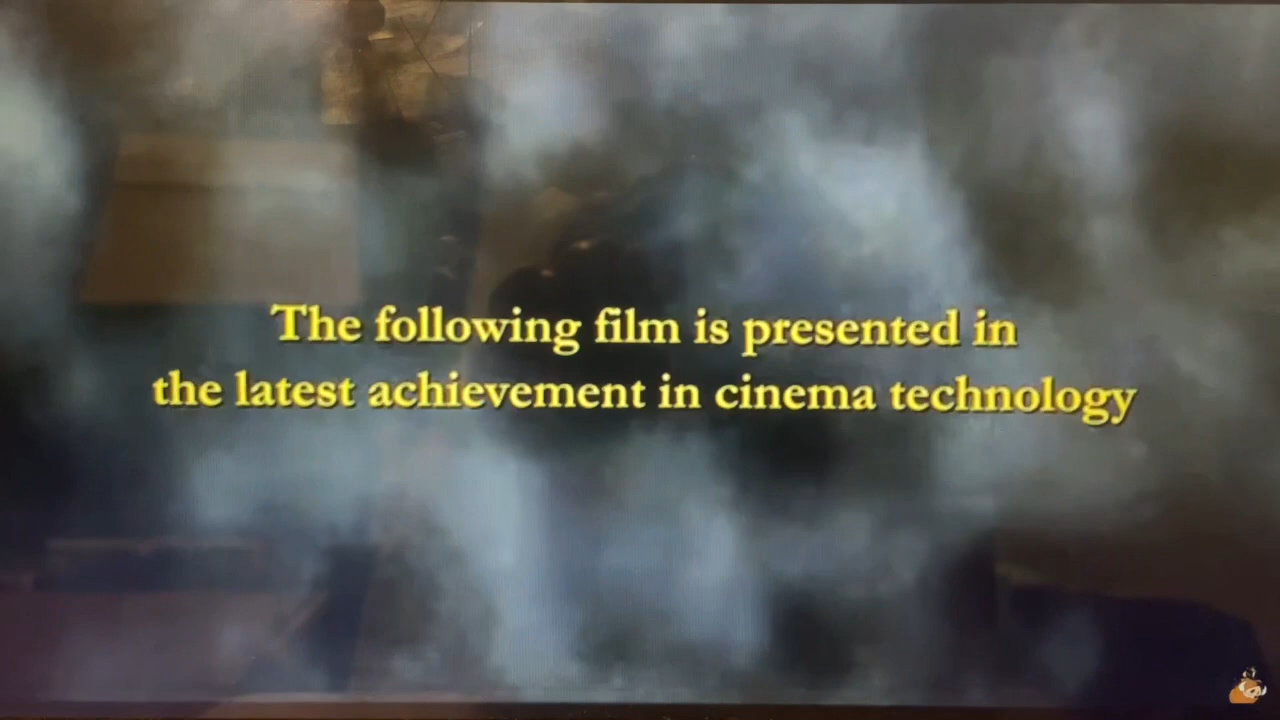 The following film is presented in
the latest achievement in cinema technology